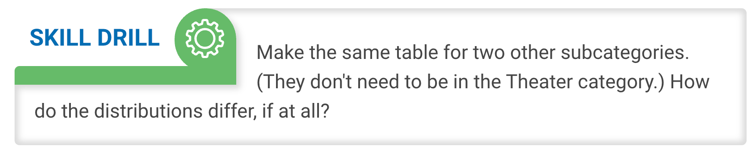 SKILL DRILL
Make the same table for two other subcategories.
(They don't need to be in the Theater category.) How
do the distributions differ, if at all?